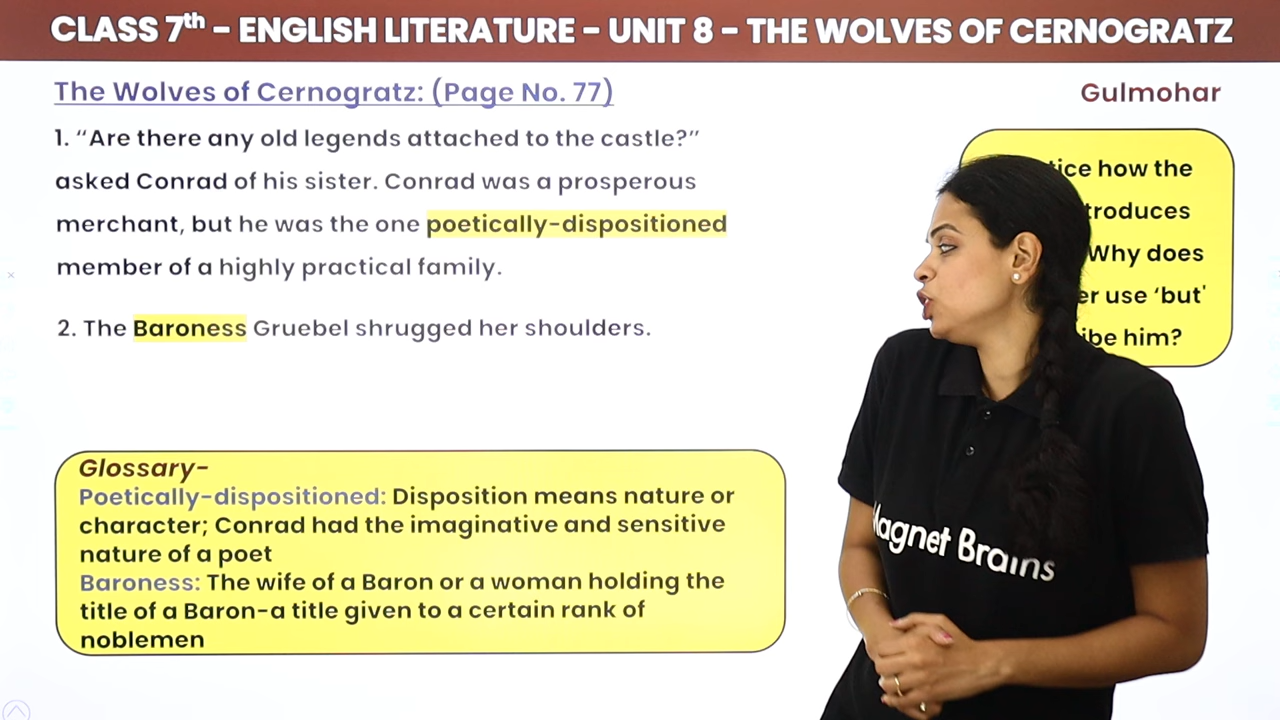 CLASS 7th – ENGLISH LITERATURE – UNIT 8 – THE WOLVES OF CERNOGRATZ
The Wolves of Cernogratz: (Page No. 77)
Gulmohar
1. “Are there any old legends attached to the castle?”
asked Conrad of his sister. Conrad was a prosperous
merchant, but he was the one poetically-dispositioned
member of a highly practical family.
2. The Baroness Gruebel shrugged her shoulders.
how the
Why does
use ‘but'
him?
Glossary-
Poetically-dispositioned: Disposition means nature or
character; Conrad had the imaginative and sensitive
nature of a poet
Baroness: The wife of a Baron or a woman holding the
title of a Baron-a title given to a certain rank of
noblemen
Magnet Brains